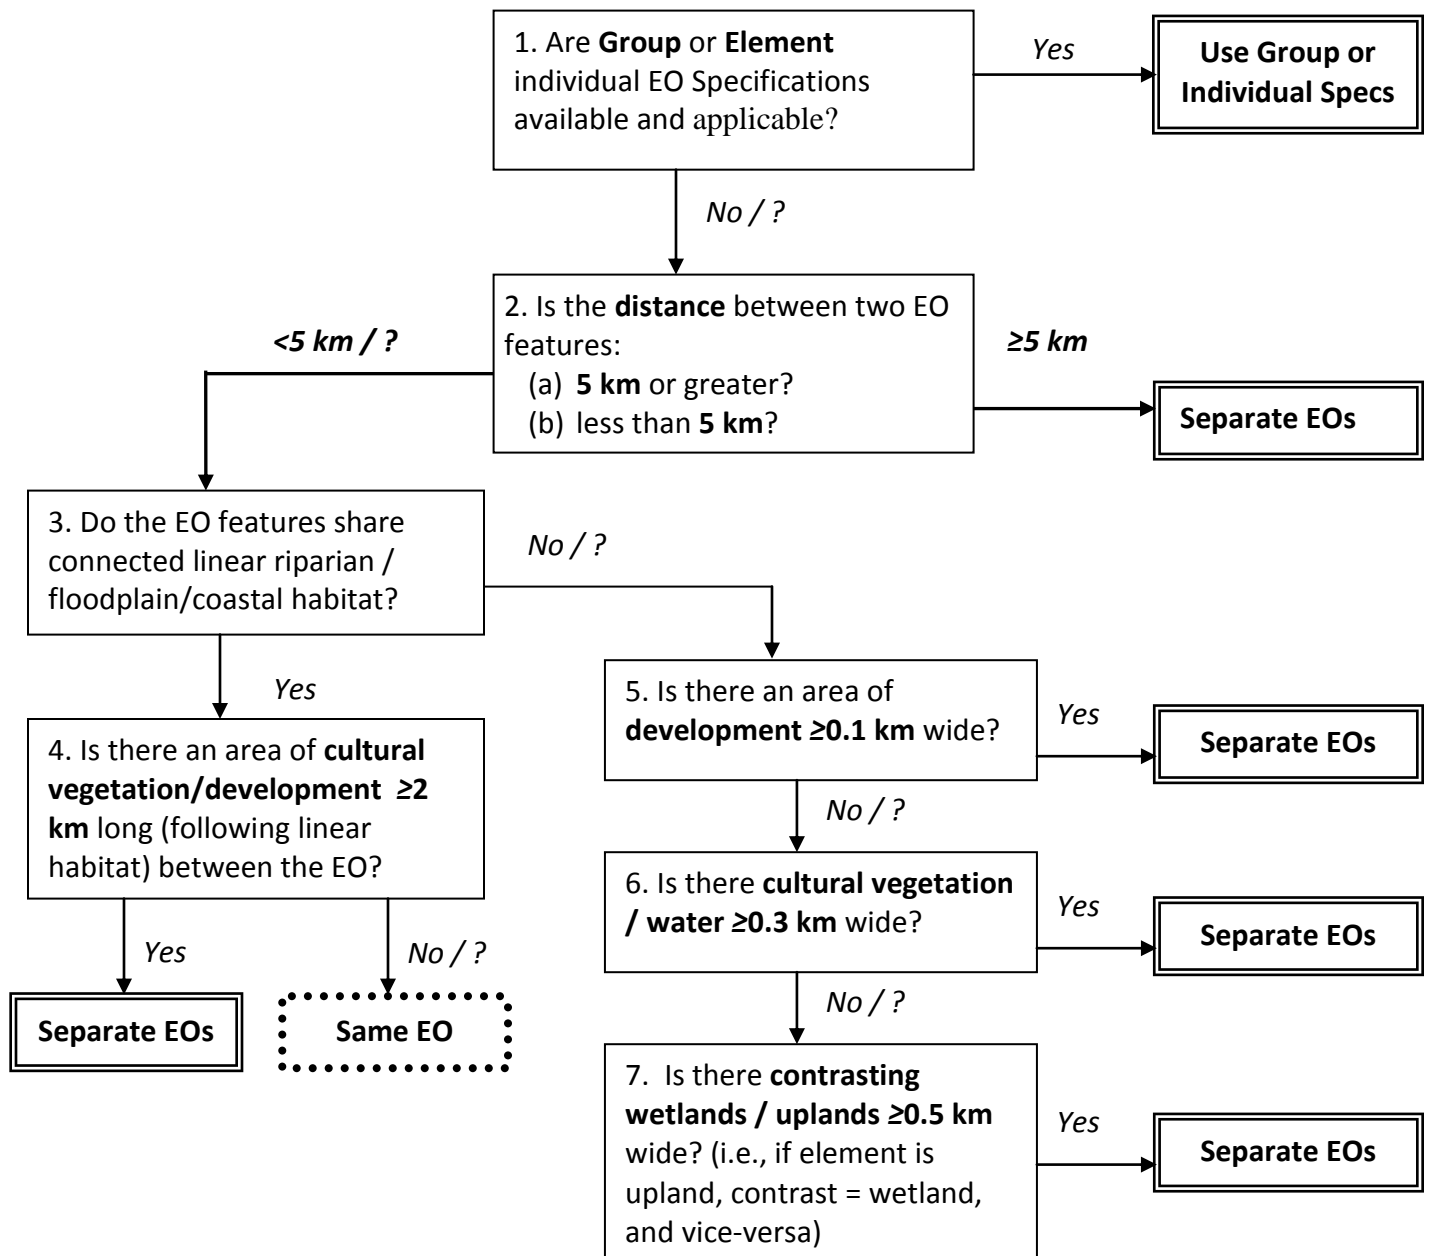 1. Are Group or Element
individual EO Specifications
available and applicable?
Yes
Use Group or
Individual Specs
No / ?
2. Is the distance between two EO
features:
(a) 5 km or greater?
(b) less than 5 km?
<5 km / ?
≥5 km
Separate EOs
3. Do the EO features share
connected linear riparian /
floodplain/coastal habitat?
No / ?
Yes
4. Is there an area of cultural
vegetation/development ≥2
km long (following linear
habitat) between the EO?
Yes
No / ?
Separate EOs
Same EO
5. Is there an area of
development ≥0.1 km wide?
Yes
Separate EOs
No / ?
6. Is there cultural vegetation
/ water ≥0.3 km wide?
Yes
Separate EOs
No / ?
7. Is there contrasting
wetlands / uplands ≥0.5 km
wide? (i.e., if element is
upland, contrast = wetland,
and vice-versa)
Yes
Separate EOs